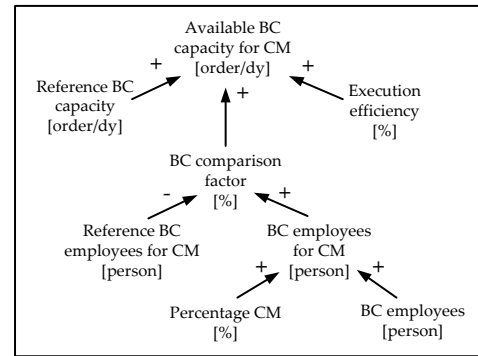 Available BC
capacity for CM
[order/dy]
+
+
+
Reference BC
capacity
[order/dy]
Execution
efficiency
[%]
BC comparison
factor
[%]
-
+
Reference BC
employees for CM
[person]
BC employees
for CM
[person]
+
+
Percentage CM
[%]
BC employees
[person]